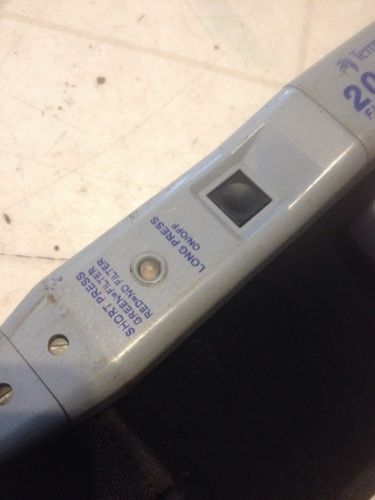 LONG PRESS
ON/OFF
SHORT PRESS
GREEN=FILTER
RED=NO FILTER
20